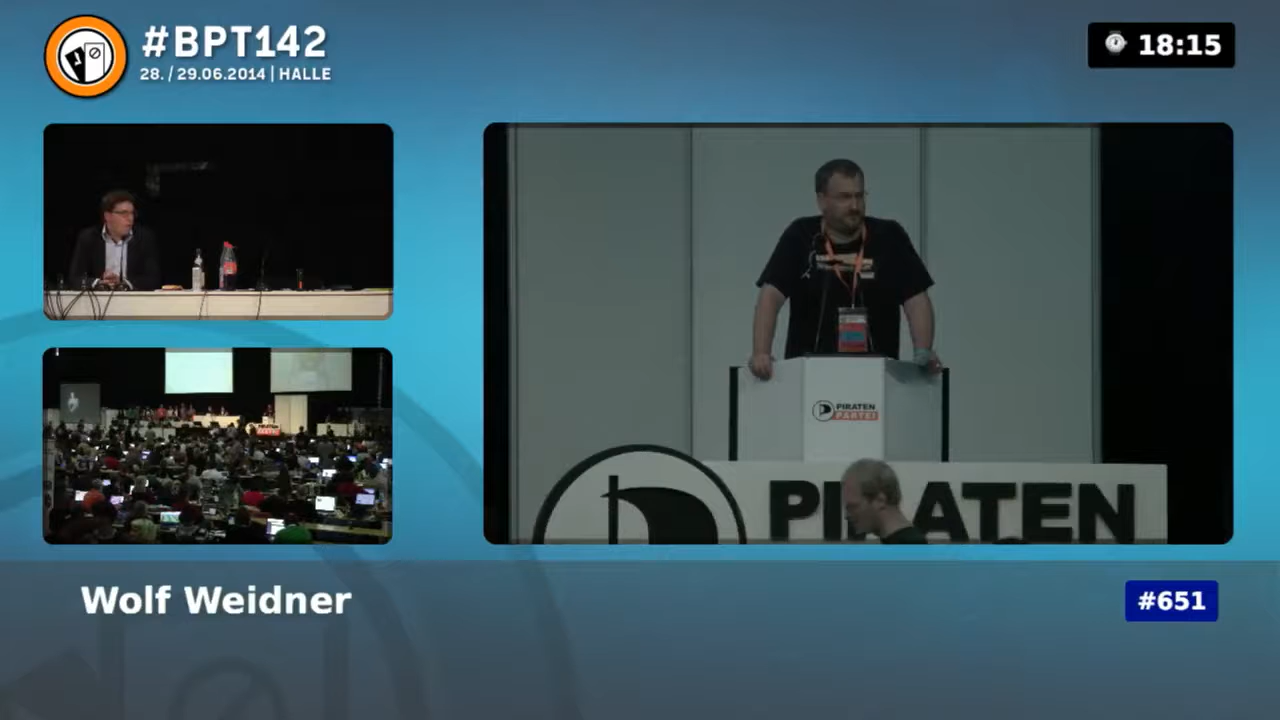 #BPT142
28. / 29.06.2014 | HALLE
18:15
PIRATEN
PARTEI
PIRATEN
Wolf Weidner
#651